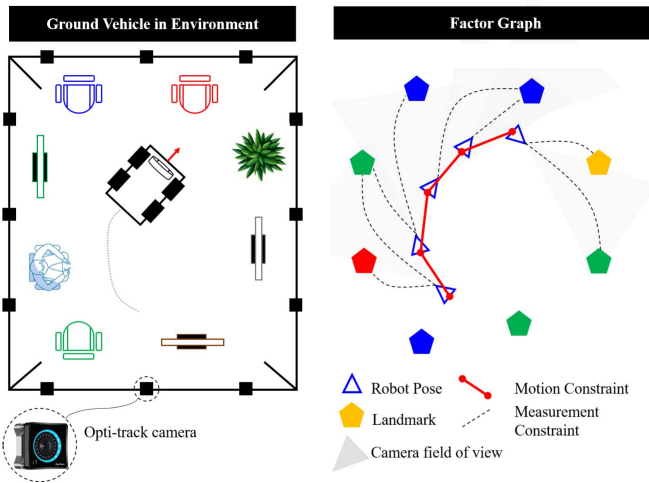 Ground Vehicle in Environment
Factor Graph
Opti-track camera
Robot Pose
Motion Constraint
Landmark
Measurement
Constraint
Camera field of view